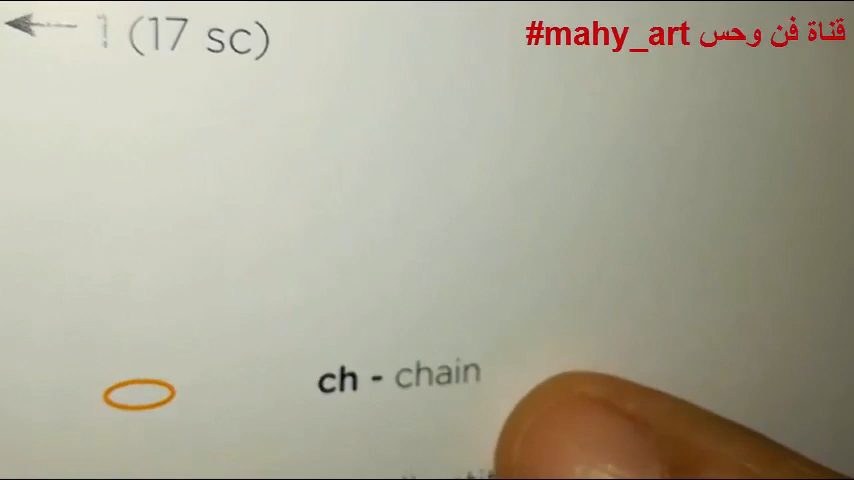 1 (17 sc)
#mahy_art قناة فن وحس
ch - chain